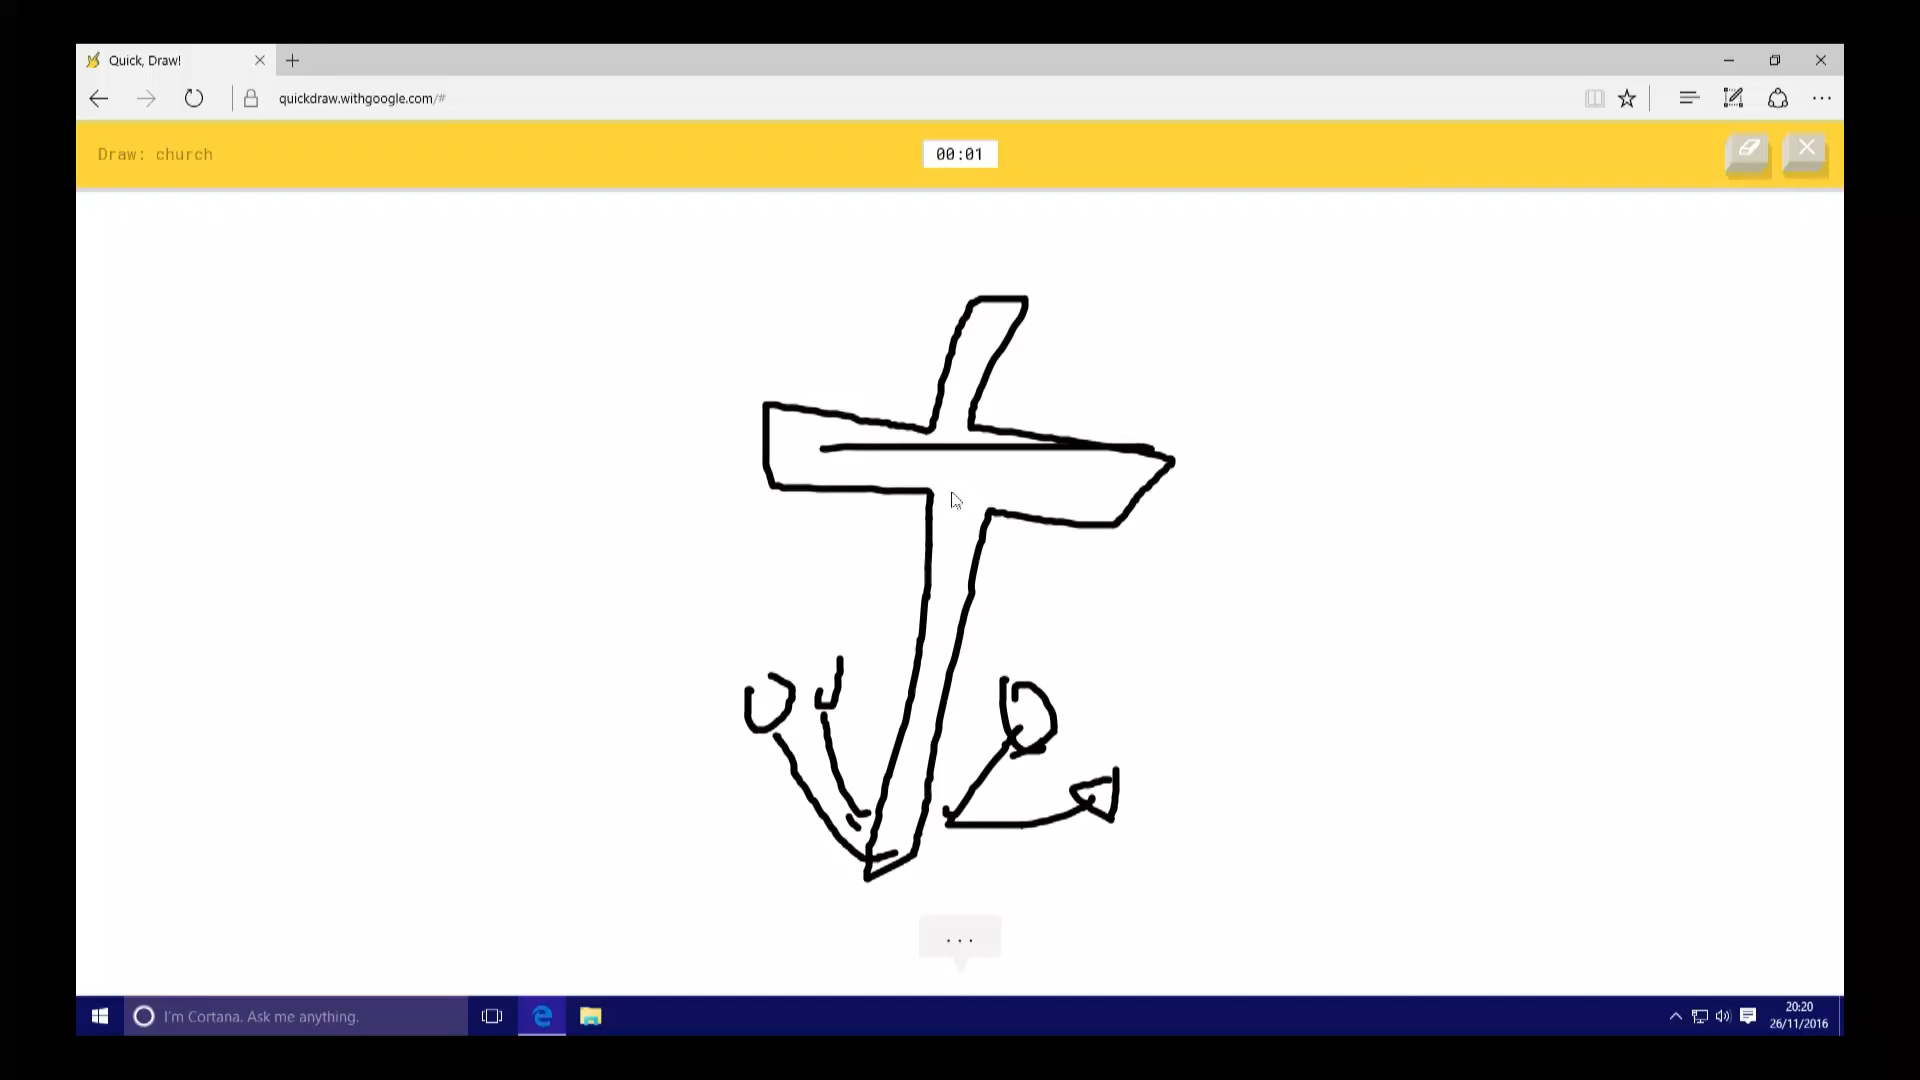 Quick, Draw!
quickdraw.withgoogle.com/#
Draw: church
00:01
...
I'm Cortana. Ask me anything.
20:20
26/11/2016